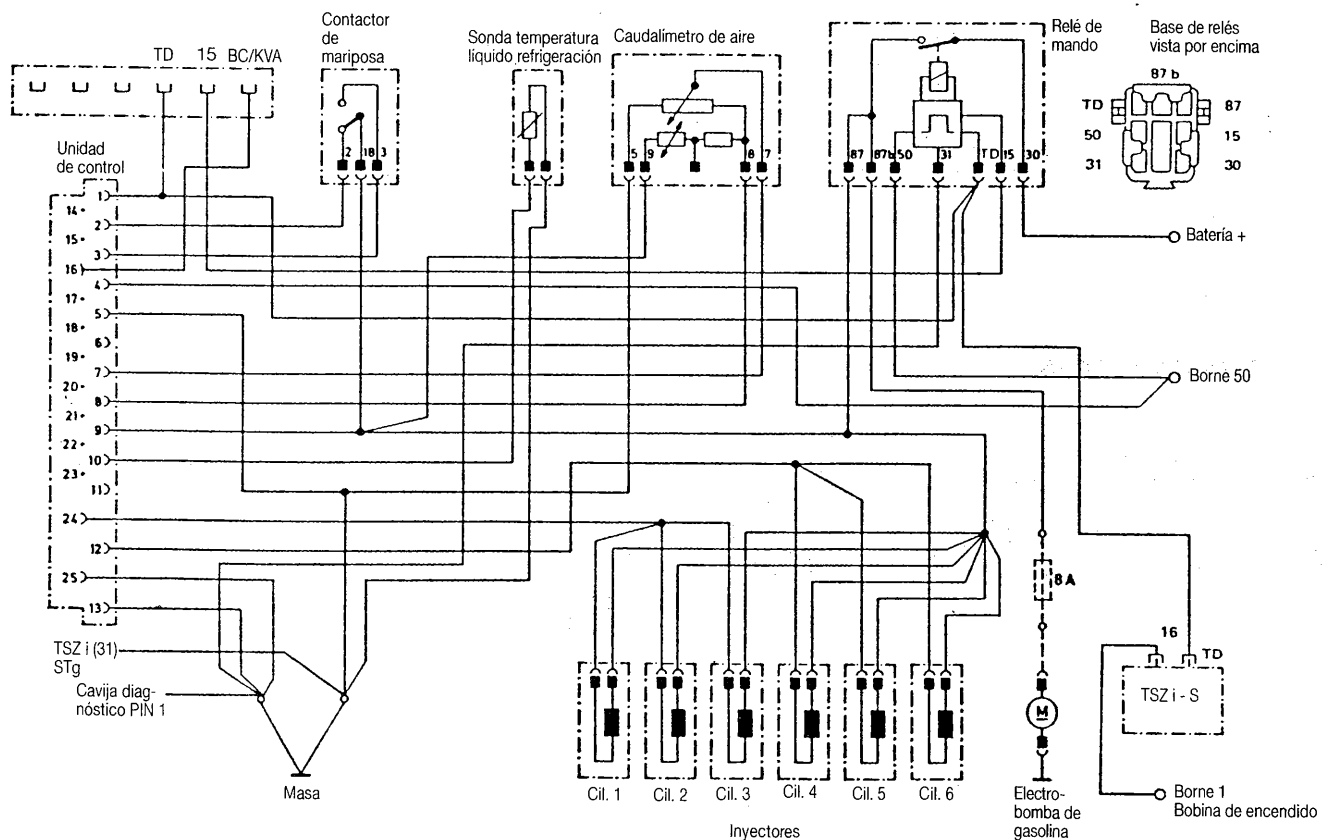 Contactor
de
mariposa
Sonda temperatura
líquido refrigeración
Caudalímetro de aire
Relé de
mando
Base de relés
vista por encima
TD 15 BC/KVA
87 b
TD 87
50 15
31 30
Unidad
de control
2 18 3
5 9 8 7
87 87b 50 31 TD 15 30
1
14
2
15
3
16
4
17
5
18
6
19
7
20
8
21
9
22
10
23
11
24
12
25
13
Batería +
Borne 50
8 A
16
TD
TSZ i - S
M
TSZ i (31)
STg
Cavija diag-
nóstico PIN 1
Masa
Cil. 1 Cil. 2 Cil. 3 Cil. 4 Cil. 5 Cil. 6
Inyectores
Electro-
bomba de
gasolina
Borne 1
Bobina de encendido